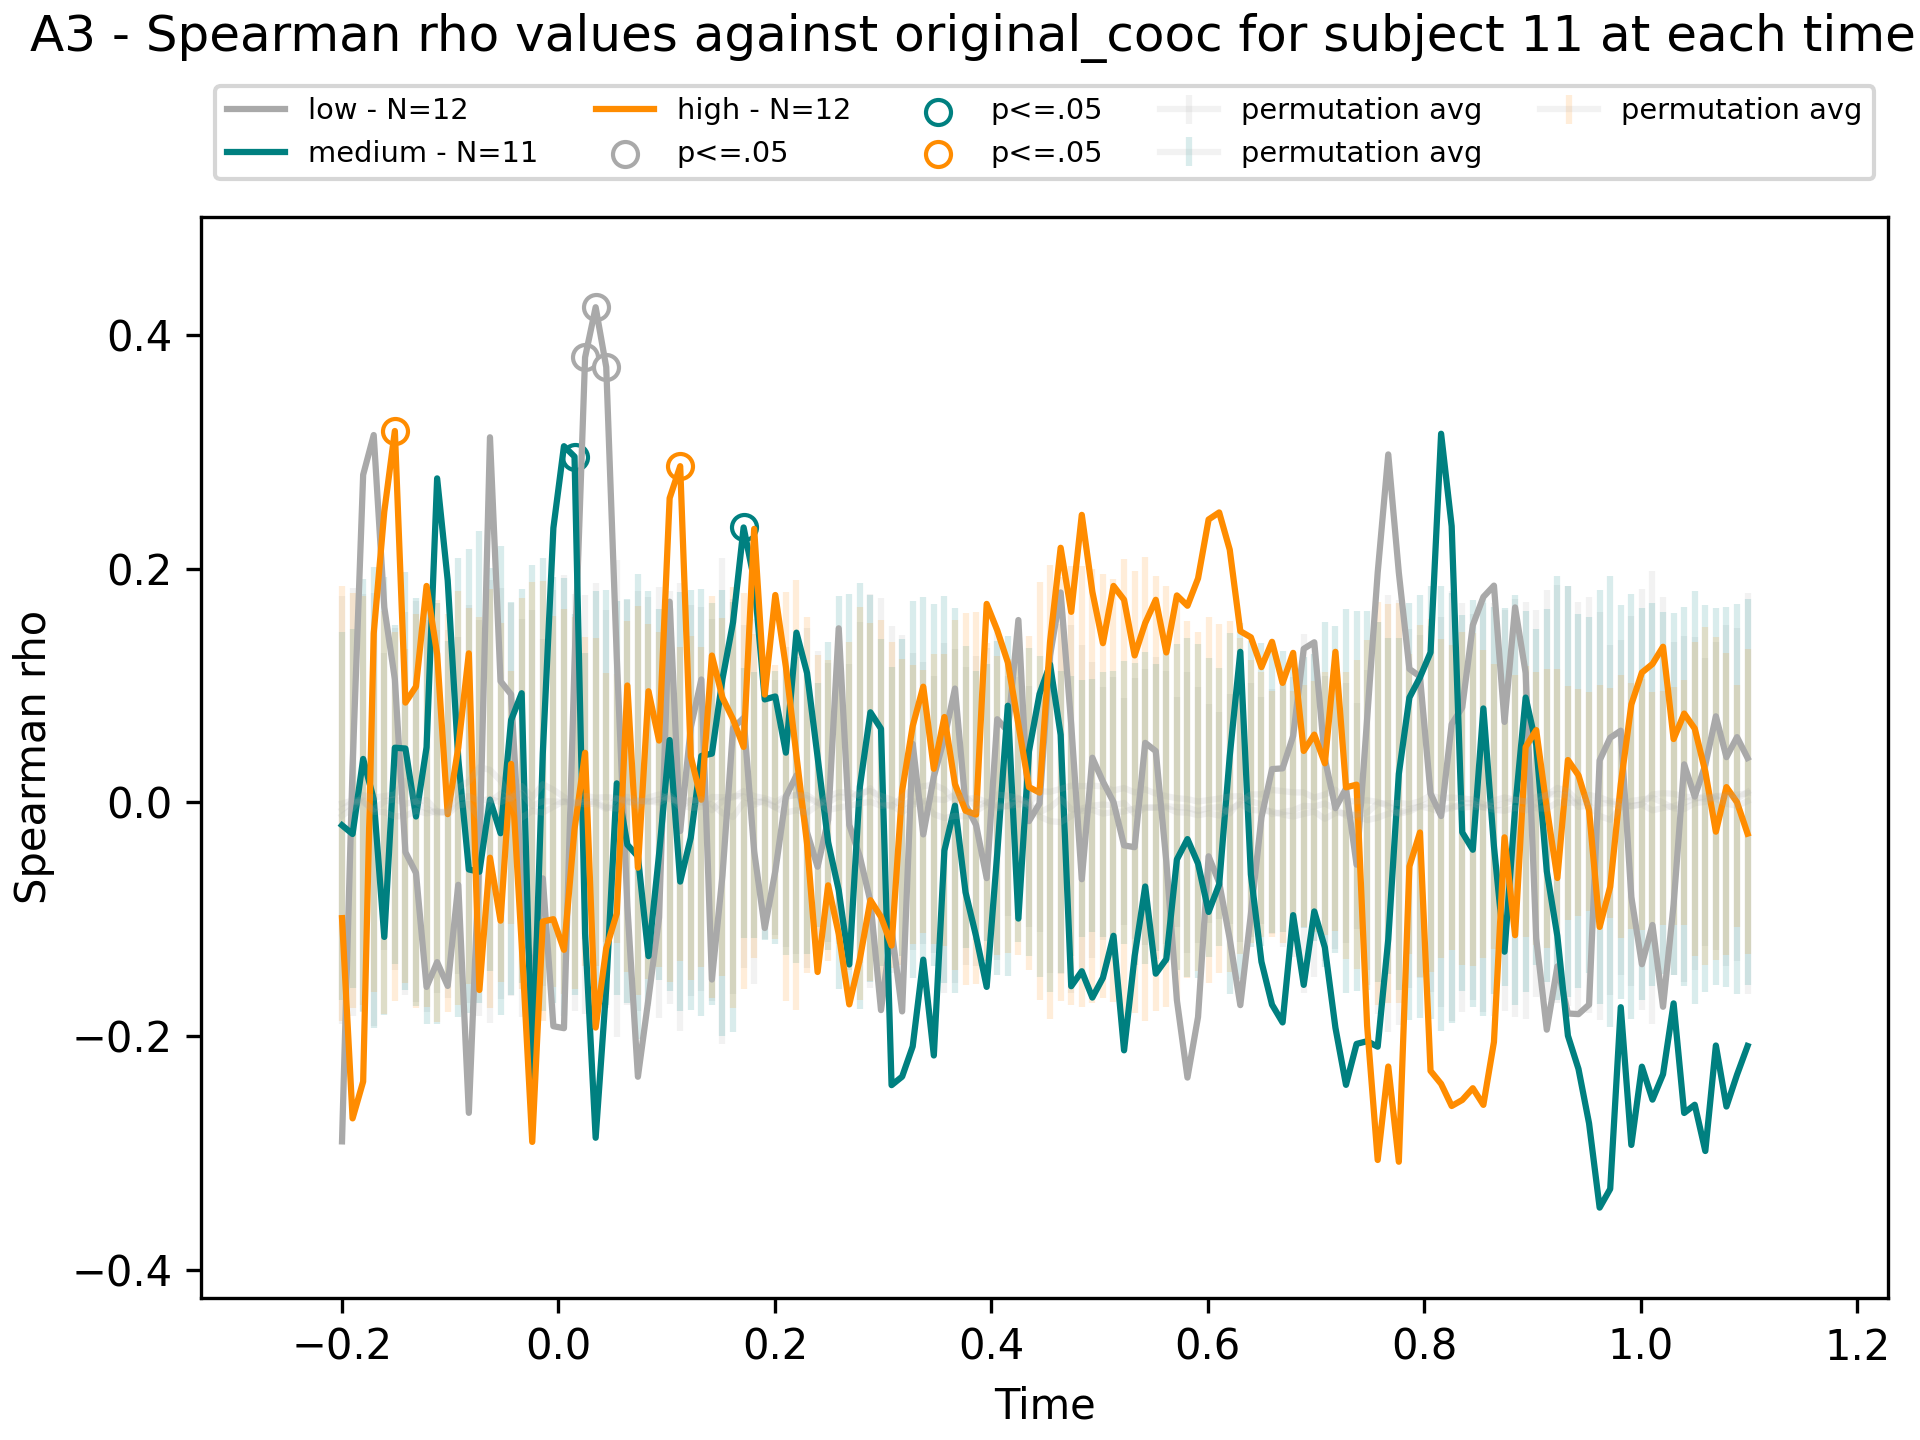 A3 - Spearman rho values against original_cooc for subject 11 at each time
low - N=12 high - N=12 p<=.05 permutation avg permutation avg
medium - N=11 p<=.05 p<=.05 permutation avg
Spearman rho
0.4
0.2
0.0
−0.2
−0.4
−0.2 0.0 0.2 0.4 0.6 0.8 1.0 1.2
Time